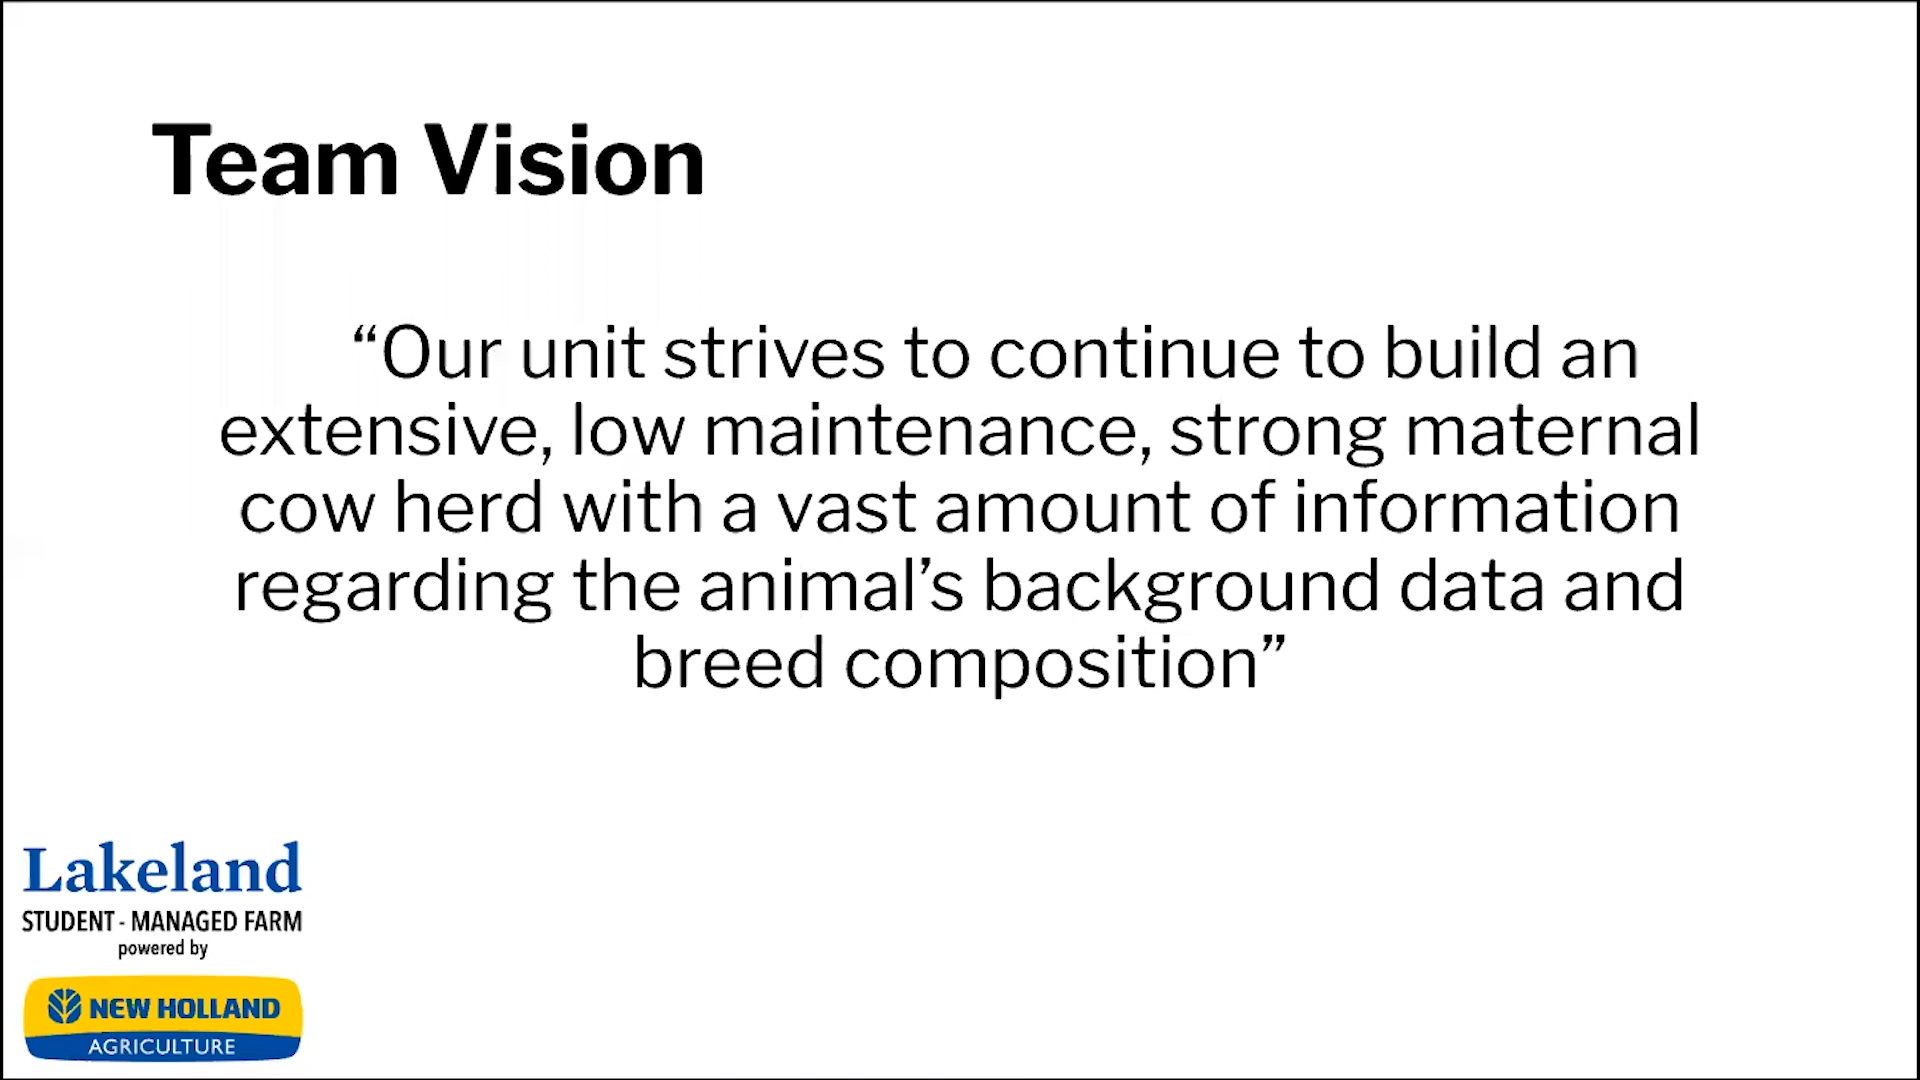 Team Vision
“Our unit strives to continue to build an
extensive, low maintenance, strong maternal
cow herd with a vast amount of information
regarding the animal’s background data and
breed composition”
Lakeland
STUDENT - MANAGED FARM
powered by
NEW HOLLAND
AGRICULTURE